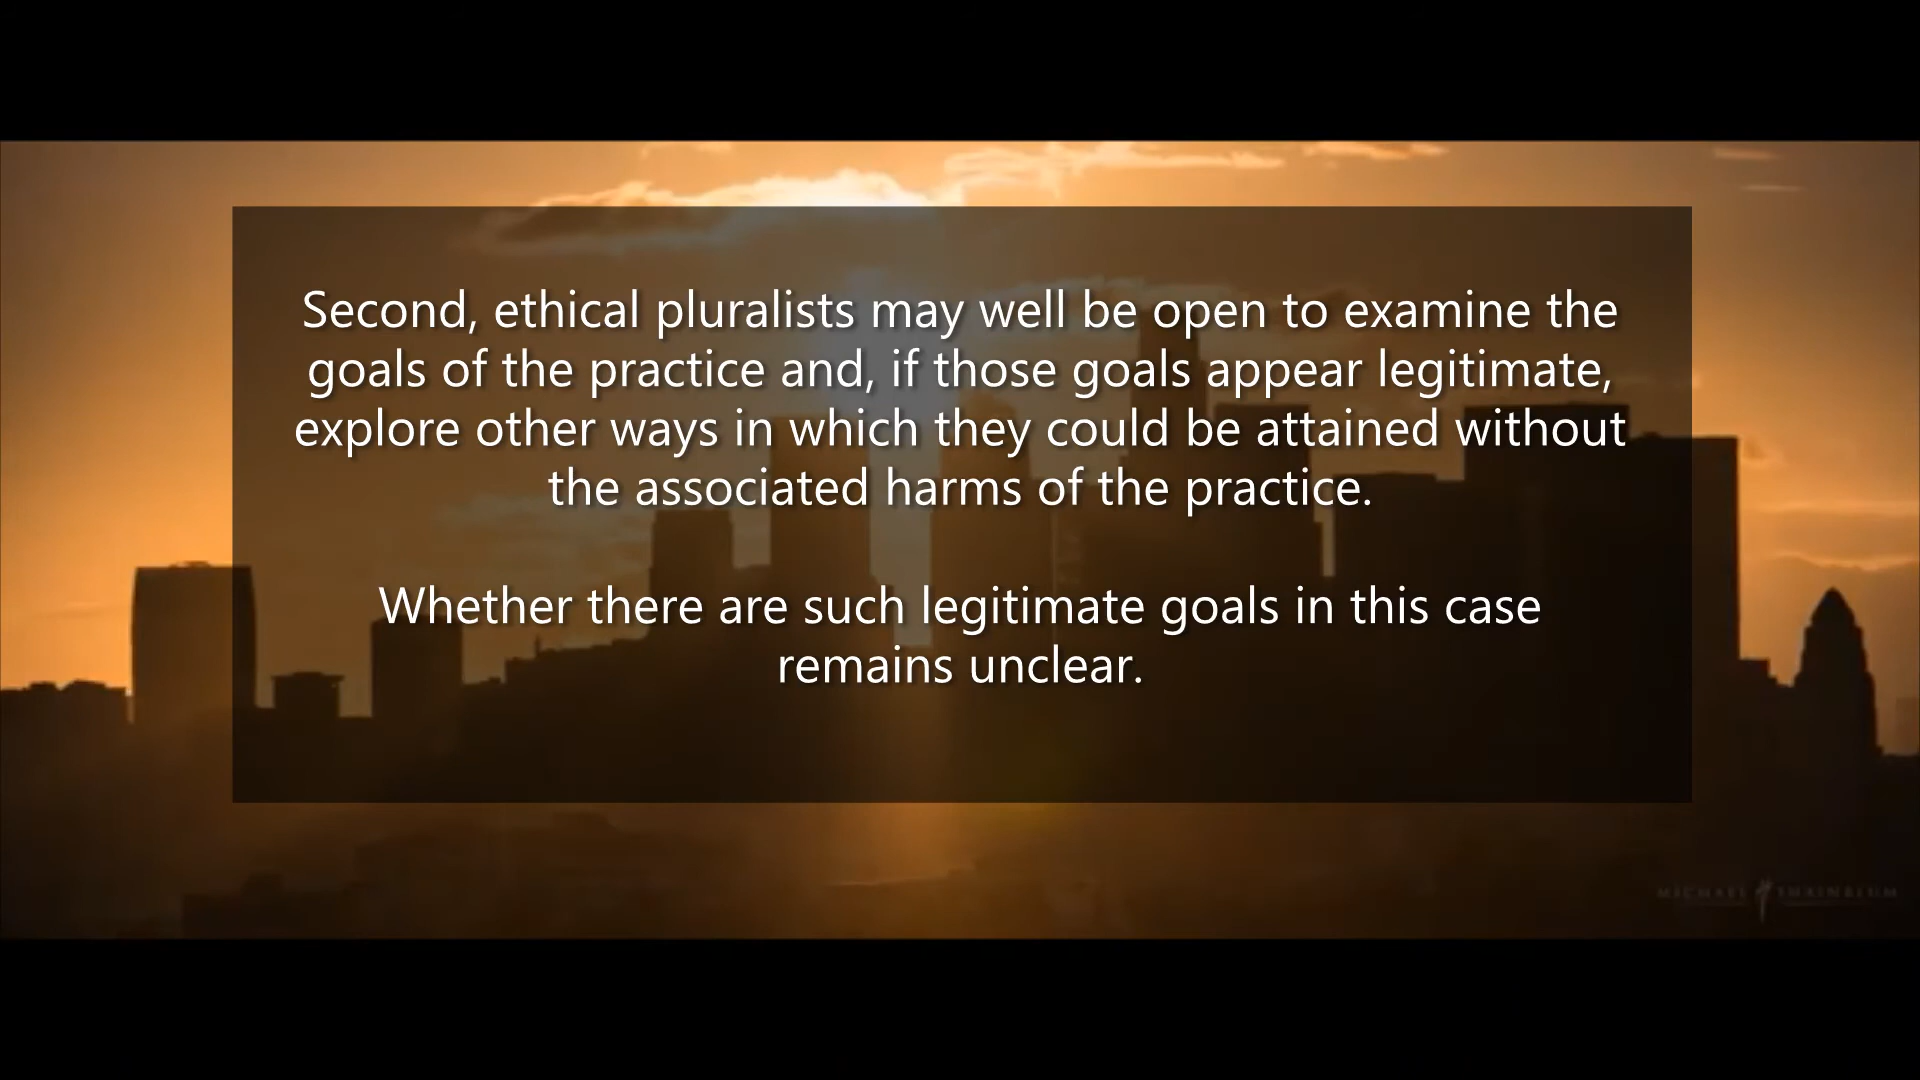 Second, ethical pluralists may well be open to examine the
goals of the practice and, if those goals appear legitimate,
explore other ways in which they could be attained without
the associated harms of the practice.
Whether there are such legitimate goals in this case
remains unclear.
MICHAEL